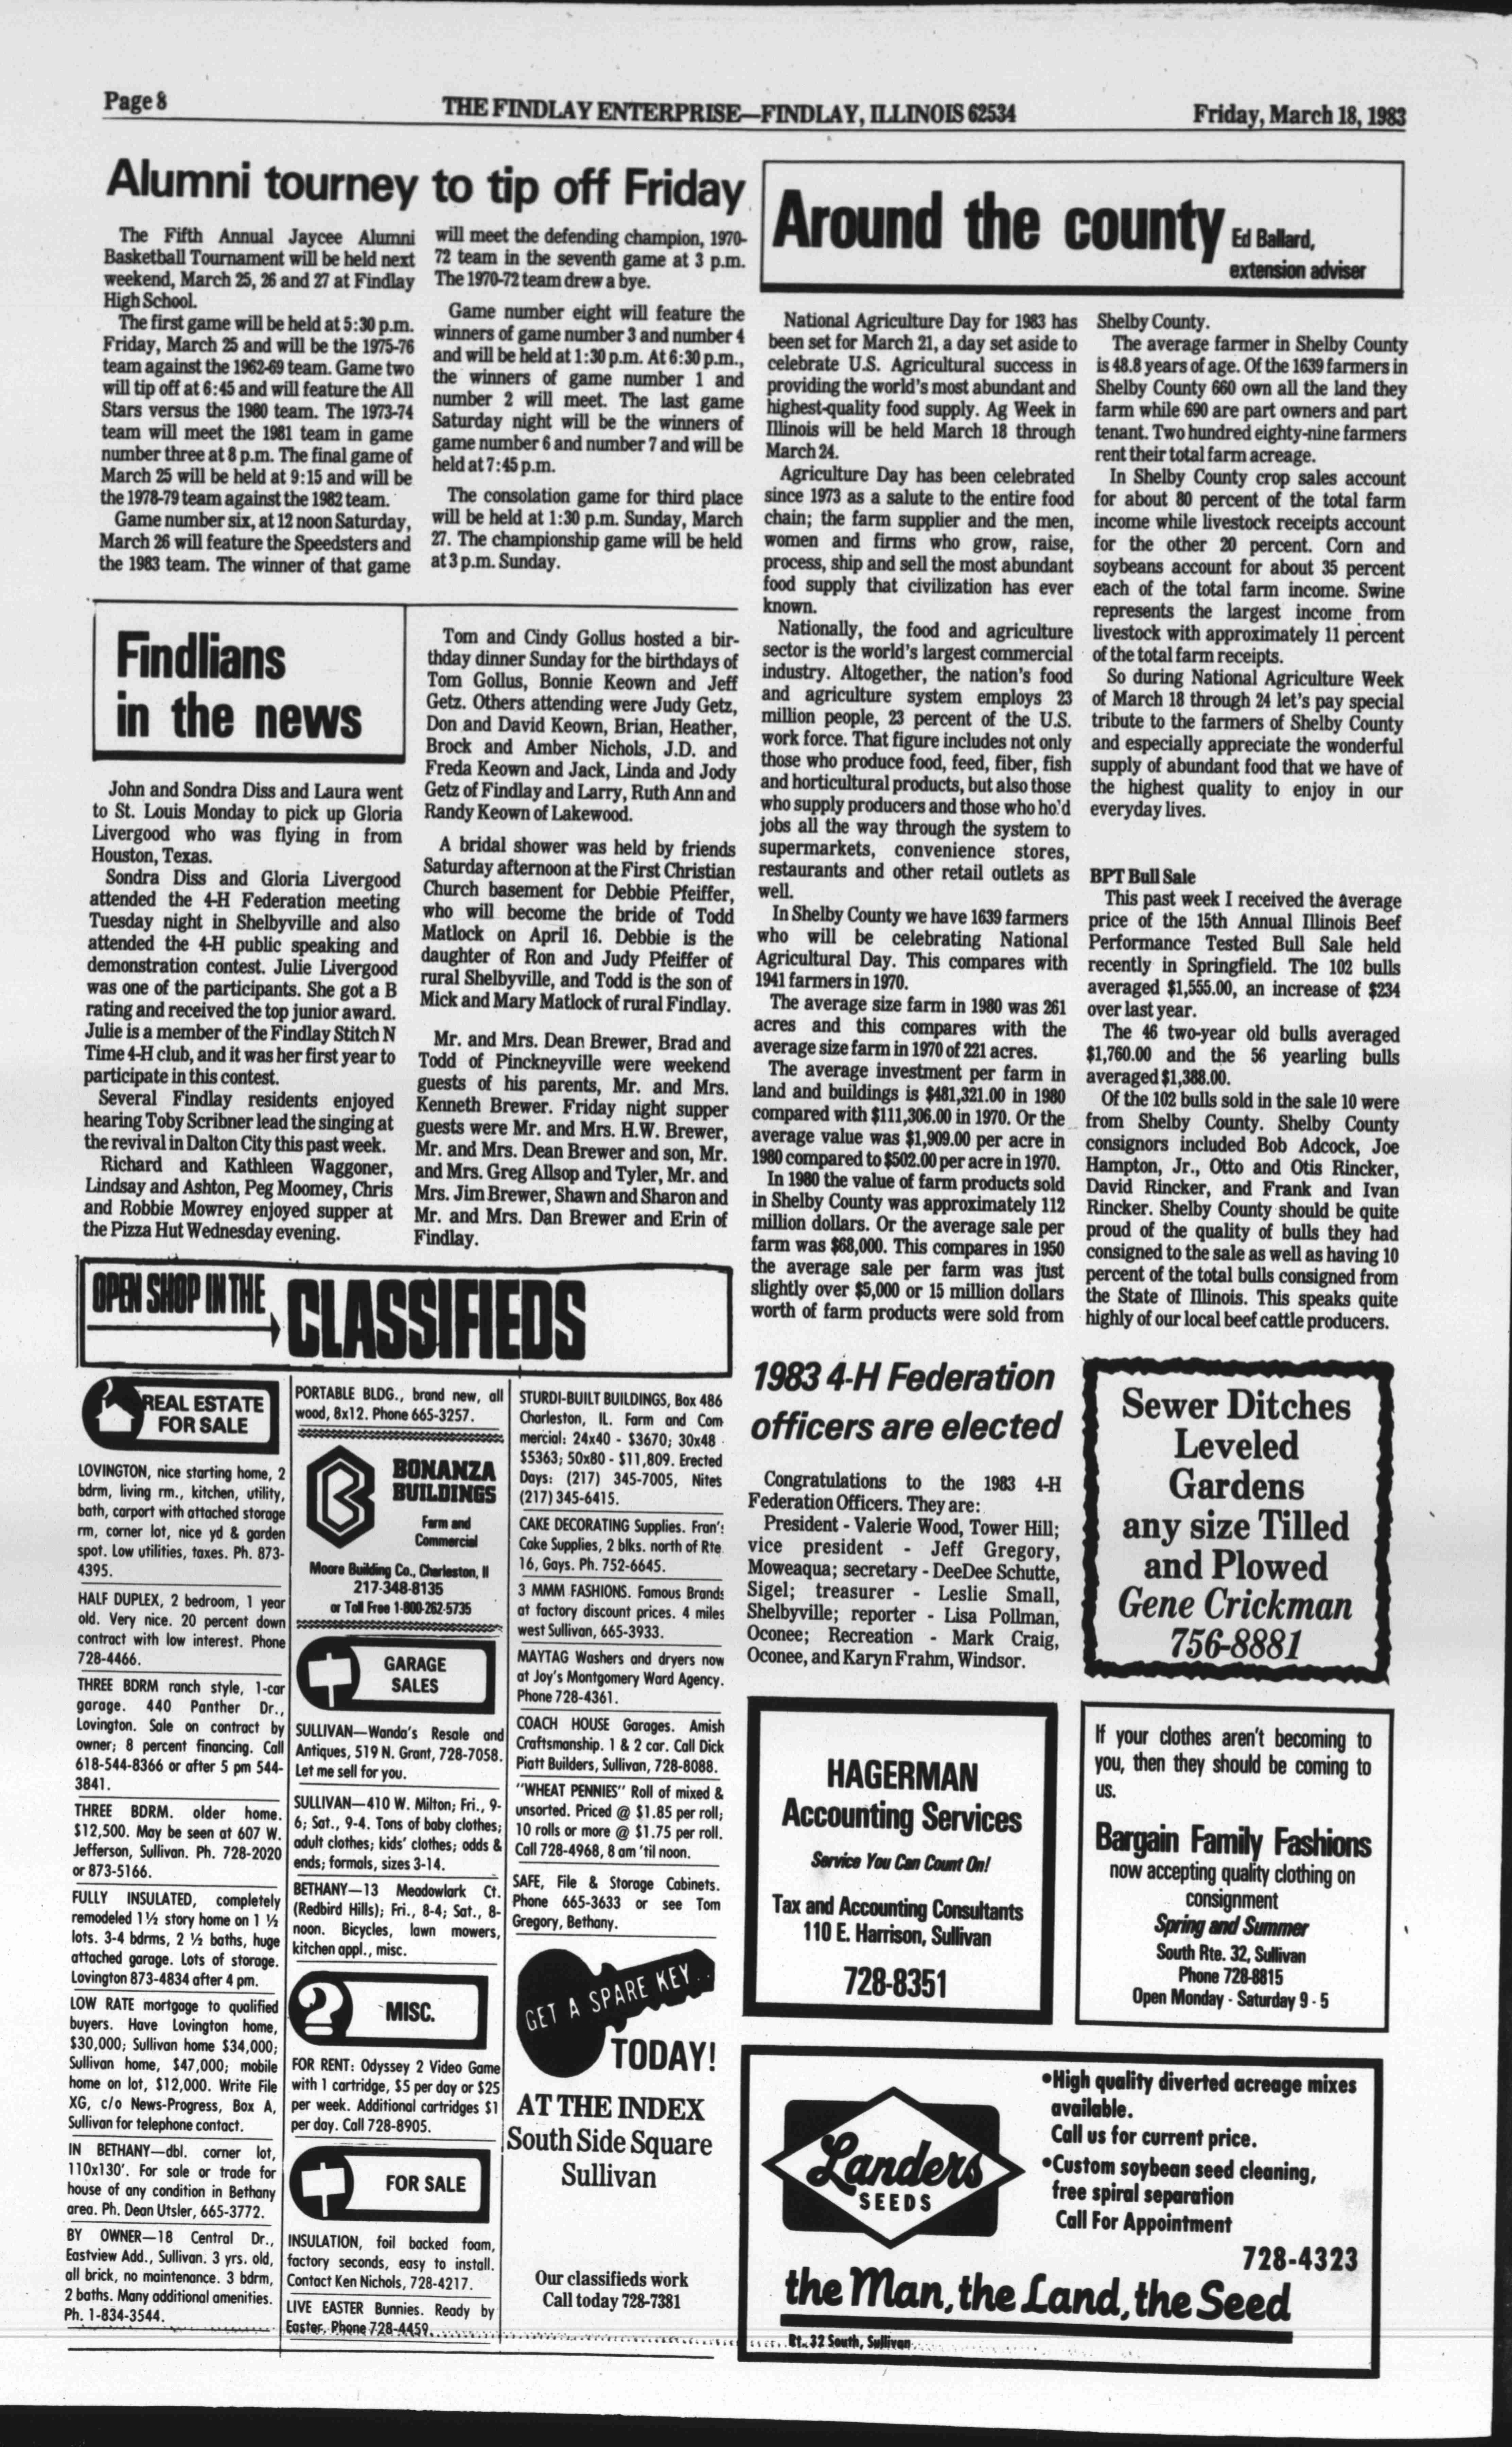 Page 8
THE FINDLAY ENTERPRISE—FINDLAY, ILLINOIS 62534
Friday, March 18, 1983
Alumni tourney to tip off Friday
The Fifth Annual Jaycee Alumni
Basketball Tournament will be held next
weekend, March 25, 26 and 27 at Findlay
High School.
The first game will be held at 5:30 p.m.
Friday, March 25 and will be the 1975-76
team against the 1962-69 team. Game two
will tip off at 6:45 and will feature the All
Stars versus the 1980 team. The 1973-74
team will meet the 1981 team in game
number three at 8 p.m. The final game of
March 25 will be held at 9:15 and will be
the 1978-79 team against the 1982 team.
Game number six, at 12 noon Saturday,
March 26 will feature the Speedsters and
the 1983 team. The winner of that game
will meet the defending champion, 1970-
72 team in the seventh game at 3 p.m.
The 1970-72 team drew a bye.
Game number eight will feature the
winners of game number 3 and number 4
and will be held at 1:30 p.m. At 6:30 p.m.,
the winners of game number 1 and
number 2 will meet. The last game
Saturday night will be the winners of
game number 6 and number 7 and will be
held at 7:45 p.m.
The consolation game for third place
will be held at 1:30 p.m. Sunday, March
27. The championship game will be held
at 3 p.m. Sunday.
Findlians
in the news
John and Sondra Diss and Laura went
to St. Louis Monday to pick up Gloria
Livergood who was flying in from
Houston, Texas.
Sondra Diss and Gloria Livergood
attended the 4-H Federation meeting
Tuesday night in Shelbyville and also
attended the 4-H public speaking and
demonstration contest. Julie Livergood
was one of the participants. She got a B
rating and received the top junior award.
Julie is a member of the Findlay Stitch N
Time 4-H club, and it was her first year to
participate in this contest.
Several Findlay residents enjoyed
hearing Toby Scribner lead the singing at
the revival in Dalton City this past week.
Richard and Kathleen Waggoner,
Lindsay and Ashton, Peg Moomey, Chris
and Robbie Mowrey enjoyed supper at
the Pizza Hut Wednesday evening.
Tom and Cindy Gollus hosted a bir-
thday dinner Sunday for the birthdays of
Tom Gollus, Bonnie Keown and Jeff
Getz. Others attending were Judy Getz,
Don and David Keown, Brian, Heather,
Brock and Amber Nichols, J.D. and
Freda Keown and Jack, Linda and Jody
Getz of Findlay and Larry, Ruth Ann and
Randy Keown of Lakewood.
A bridal shower was held by friends
Saturday afternoon at the First Christian
Church basement for Debbie Pfeiffer,
who will become the bride of Todd
Matlock on April 16. Debbie is the
daughter of Ron and Judy Pfeiffer of
rural Shelbyville, and Todd is the son of
Mick and Mary Matlock of rural Findlay.
Mr. and Mrs. Dean Brewer, Brad and
Todd of Pinckneyville were weekend
guests of his parents, Mr. and Mrs.
Kenneth Brewer. Friday night supper
guests were Mr. and Mrs. H.W. Brewer,
Mr. and Mrs. Dean Brewer and son, Mr.
and Mrs. Greg Allsop and Tyler, Mr. and
Mrs. Jim Brewer, Shawn and Sharon and
Mr. and Mrs. Dan Brewer and Erin of
Findlay.
Around the county
Ed Ballard,
extension adviser
National Agriculture Day for 1983 has
been set for March 21, a day set aside to
celebrate U.S. Agricultural success in
providing the world's most abundant and
highest-quality food supply. Ag Week in
Illinois will be held March 18 through
March 24.
Agriculture Day has been celebrated
since 1973 as a salute to the entire food
chain; the farm supplier and the men,
women and firms who grow, raise,
process, ship and sell the most abundant
food supply that civilization has ever
known.
Nationally, the food and agriculture
sector is the world's largest commercial
industry. Altogether, the nation's food
and agriculture system employs 23
million people, 23 percent of the U.S.
work force. That figure includes not only
those who produce food, feed, fiber, fish
and horticultural products, but also those
who supply producers and those who ho'd
jobs all the way through the system to
supermarkets, convenience stores,
restaurants and other retail outlets as
well.
In Shelby County we have 1639 farmers
who will be celebrating National
Agricultural Day. This compares with
1941 farmers in 1970.
The average size farm in 1980 was 261
acres and this compares with the
average size farm in 1970 of 221 acres.
The average investment per farm in
land and buildings is $481,321.00 in 1980
compared with $111,306.00 in 1970. Or the
average value was $1,909.00 per acre in
1980 compared to $502.00 per acre in 1970.
In 1980 the value of farm products sold
in Shelby County was approximately 112
million dollars. Or the average sale per
farm was $68,000. This compares in 1950
the average sale per farm was just
slightly over $5,000 or 15 million dollars
worth of farm products were sold from
Shelby County.
The average farmer in Shelby County
is 48.8 years of age. Of the 1639 farmers in
Shelby County 660 own all the land they
farm while 690 are part owners and part
tenant. Two hundred eighty-nine farmers
rent their total farm acreage.
In Shelby County crop sales account
for about 80 percent of the total farm
income while livestock receipts account
for the other 20 percent. Corn and
soybeans account for about 35 percent
each of the total farm income. Swine
represents the largest income from
livestock with approximately 11 percent
of the total farm receipts.
So during National Agriculture Week
of March 18 through 24 let's pay special
tribute to the farmers of Shelby County
and especially appreciate the wonderful
supply of abundant food that we have of
the highest quality to enjoy in our
everyday lives.
BPT Bull Sale
This past week I received the average
price of the 15th Annual Illinois Beef
Performance Tested Bull Sale held
recently in Springfield. The 102 bulls
averaged $1,555.00, an increase of $234
over last year.
The 46 two-year old bulls averaged
$1,760.00 and the 56 yearling bulls
averaged $1,388.00.
Of the 102 bulls sold in the sale 10 were
from Shelby County. Shelby County
consignors included Bob Adcock, Joe
Hampton, Jr., Otto and Otis Rincker,
David Rincker, and Frank and Ivan
Rincker. Shelby County should be quite
proud of the quality of bulls they had
consigned to the sale as well as having 10
percent of the total bulls consigned from
the State of Illinois. This speaks quite
highly of our local beef cattle producers.
OPEN SHOP IN THE CLASSIFIEDS
REAL ESTATE
FOR SALE
LOVINGTON, nice starting home, 2
bdrm, living rm., kitchen, utility,
bath, carport with attached storage
rm, corner lot, nice yd & garden
spot. Low utilities, taxes. Ph. 873-
4395.
HALF DUPLEX, 2 bedroom, 1 year
old. Very nice. 20 percent down
contract with low interest. Phone
728-4466.
THREE BDRM ranch style, 1-car
garage. 440 Panther Dr.,
Lovington. Sale on contract by
owner; 8 percent financing. Call
618-544-8366 or after 5 pm 544-
3841.
THREE BDRM. older home.
$12,500. May be seen at 607 W.
Jefferson, Sullivan. Ph. 728-2020
or 873-5166.
FULLY INSULATED, completely
remodeled 1½ story home on 1 ½
lots. 3-4 bdrms, 2 ½ baths, huge
attached garage. Lots of storage.
Lovington 873-4834 after 4 pm.
LOW RATE mortgage to qualified
buyers. Have Lovington home,
$30,000; Sullivan home $34,000;
Sullivan home, $47,000; mobile
home on lot, $12,000. Write File
XG, c/o News-Progress, Box A,
Sullivan for telephone contact.
IN BETHANY—dbl. corner lot,
110x130'. For sale or trade for
house of any condition in Bethany
area. Ph. Dean Utsler, 665-3772.
BY OWNER—18 Central Dr.,
Eastview Add., Sullivan. 3 yrs. old,
all brick, no maintenance. 3 bdrm,
2 baths. Many additional amenities.
Ph. 1-834-3544.
PORTABLE BLDG., brand new, all
wood, 8x12. Phone 665-3257.
B
BONANZA
BUILDINGS
Farm and
Commercial
Moore Building Co., Charleston, Il
217-348-8135
or Toll Free 1-800-262-5735
GARAGE
SALES
SULLIVAN—Wanda's Resale and
Antiques, 519 N. Grant, 728-7058.
Let me sell for you.
SULLIVAN—410 W. Milton; Fri., 9-
6; Sat., 9-4. Tons of baby clothes;
adult clothes; kids' clothes; odds &
ends; formals, sizes 3-14.
BETHANY—13 Meadowlark Ct.
(Redbird Hills); Fri., 8-4; Sat., 8-
noon. Bicycles, lawn mowers,
kitchen appl., misc.
MISC.
FOR RENT: Odyssey 2 Video Game
with 1 cartridge, $5 per day or $25
per week. Additional cartridges $1
per day. Call 728-8905.
FOR SALE
INSULATION, foil backed foam,
factory seconds, easy to install.
Contact Ken Nichols, 728-4217.
LIVE EASTER Bunnies. Ready by
Easter. Phone 728-4459.
STURDI-BUILT BUILDINGS, Box 486
Charleston, IL. Farm and Com
mercial: 24x40 - $3670; 30x48 -
$5363; 50x80 - $11,809. Erected
Days: (217) 345-7005, Nites
(217) 345-6415.
CAKE DECORATING Supplies. Fran's
Cake Supplies, 2 blks. north of Rte.
16, Gays. Ph. 752-6645.
3 MMM FASHIONS. Famous Brands
at factory discount prices. 4 miles
west Sullivan, 665-3933.
MAYTAG Washers and dryers now
at Joy's Montgomery Ward Agency.
Phone 728-4361.
COACH HOUSE Garages. Amish
Craftsmanship. 1 & 2 car. Call Dick
Piatt Builders, Sullivan, 728-8088.
"WHEAT PENNIES" Roll of mixed &
unsorted. Priced @ $1.85 per roll;
10 rolls or more @ $1.75 per roll.
Call 728-4968, 8 am 'til noon.
SAFE, File & Storage Cabinets.
Phone 665-3633 or see Tom
Gregory, Bethany.
GET A SPARE KEY...
TODAY!
AT THE INDEX
South Side Square
Sullivan
Our classifieds work
Call today 728-7381
1983 4-H Federation
officers are elected
Congratulations to the 1983 4-H
Federation Officers. They are:
President - Valerie Wood, Tower Hill;
vice president - Jeff Gregory,
Moweaqua; secretary - DeeDee Schutte,
Sigel; treasurer - Leslie Small,
Shelbyville; reporter - Lisa Pollman,
Oconee; Recreation - Mark Craig,
Oconee, and Karyn Frahm, Windsor.
Sewer Ditches
Leveled
Gardens
any size Tilled
and Plowed
Gene Crickman
756-8881
HAGERMAN
Accounting Services
Service You Can Count On!
Tax and Accounting Consultants
110 E. Harrison, Sullivan
728-8351
If your clothes aren't becoming to
you, then they should be coming to
us.
Bargain Family Fashions
now accepting quality clothing on
consignment
Spring and Summer
South Rte. 32, Sullivan
Phone 728-8815
Open Monday - Saturday 9 - 5
Landers
SEEDS
•High quality diverted acreage mixes
available.
Call us for current price.
•Custom soybean seed cleaning,
free spiral separation
Call For Appointment
728-4323
the Man, the Land, the Seed
Rt. 32 South, Sullivan